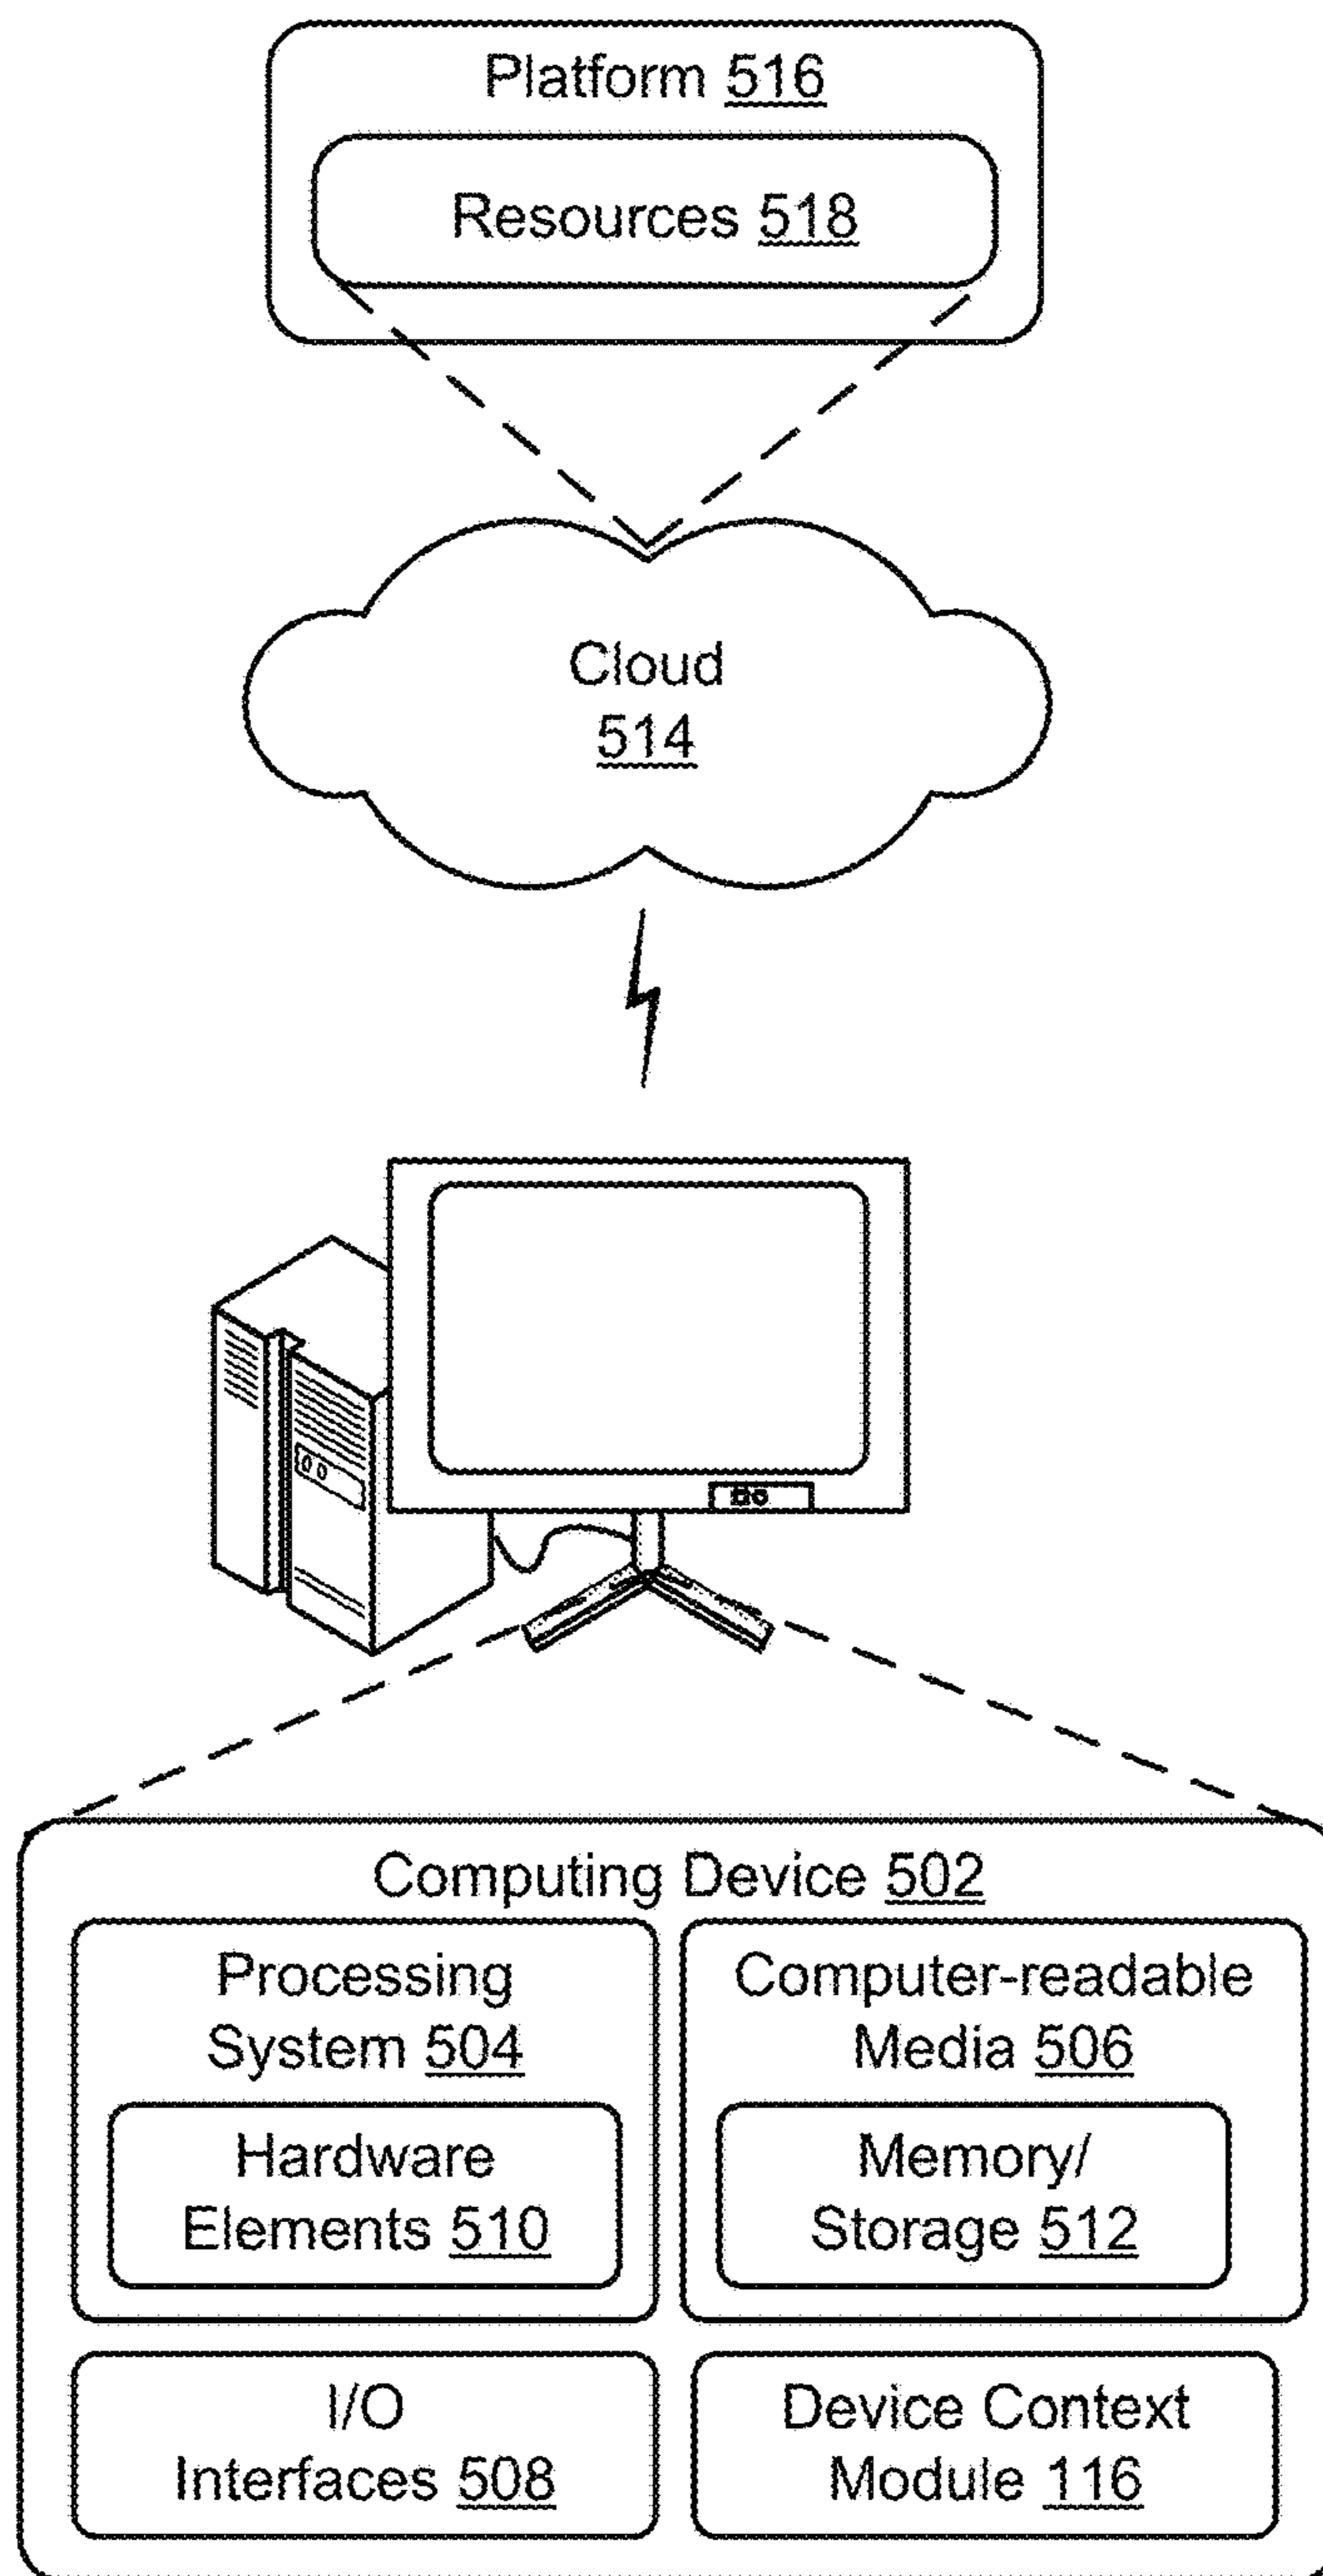 Platform 516
Resources 518
Cloud
514
Computing Device 502
Processing
System 504
Hardware
Elements 510
Computer-readable
Media 506
Memory/
Storage 512
I/O
Interfaces 508
Device Context
Module 116